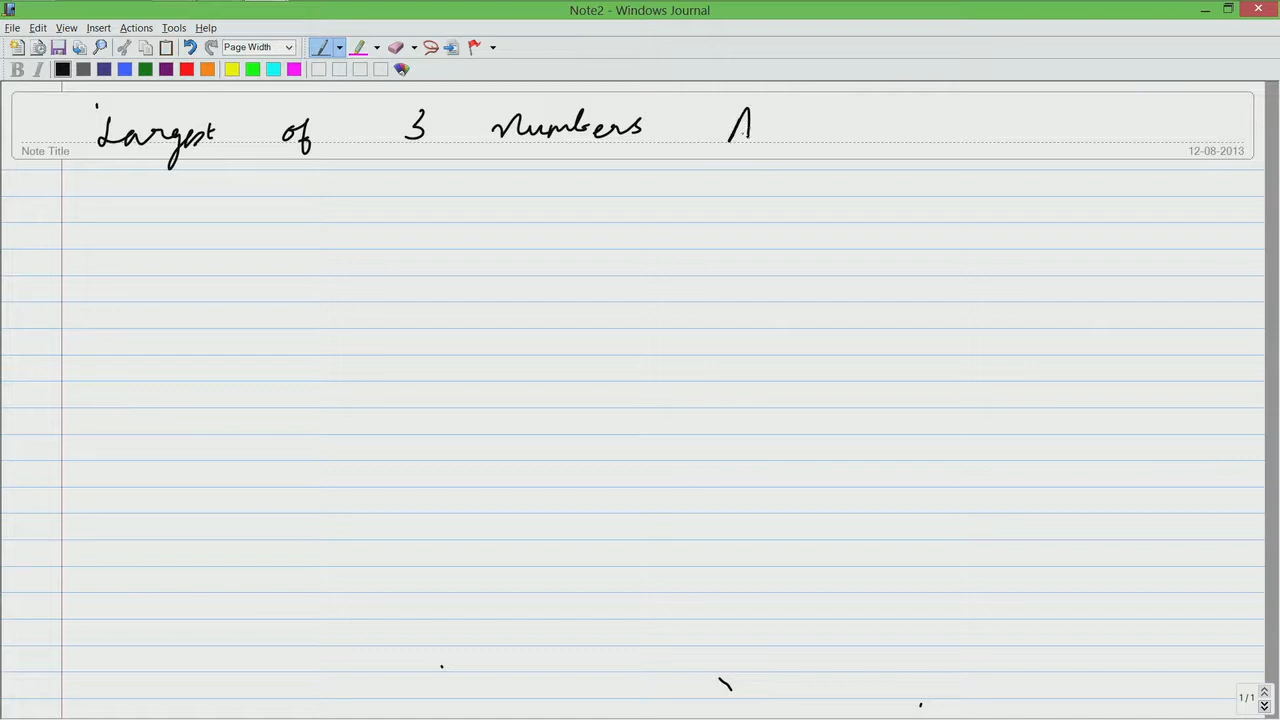 Note2 - Windows Journal
File Edit View Insert Actions Tools Help
Page Width
B I
Largest of 3 Numbers A
Note Title
12-08-2013
1/1